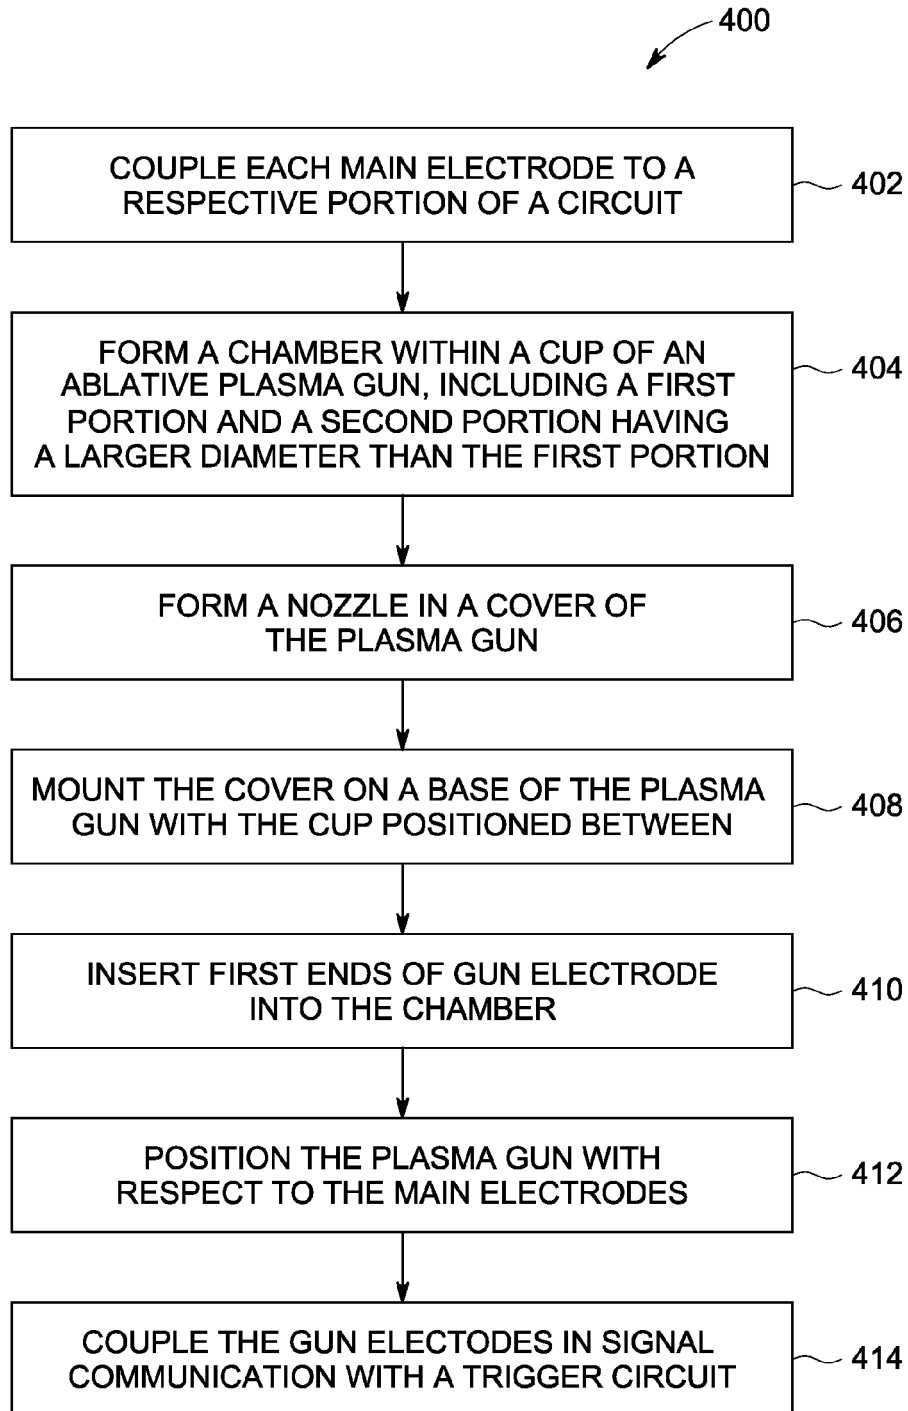 400
COUPLE EACH MAIN ELECTRODE TO A
RESPECTIVE PORTION OF A CIRCUIT
402
FORM A CHAMBER WITHIN A CUP OF AN
ABLATIVE PLASMA GUN, INCLUDING A FIRST
PORTION AND A SECOND PORTION HAVING
A LARGER DIAMETER THAN THE FIRST PORTION
404
FORM A NOZZLE IN A COVER OF
THE PLASMA GUN
406
MOUNT THE COVER ON A BASE OF THE PLASMA
GUN WITH THE CUP POSITIONED BETWEEN
408
INSERT FIRST ENDS OF GUN ELECTRODE
INTO THE CHAMBER
410
POSITION THE PLASMA GUN WITH
RESPECT TO THE MAIN ELECTRODES
412
COUPLE THE GUN ELECTODES IN SIGNAL
COMMUNICATION WITH A TRIGGER CIRCUIT
414